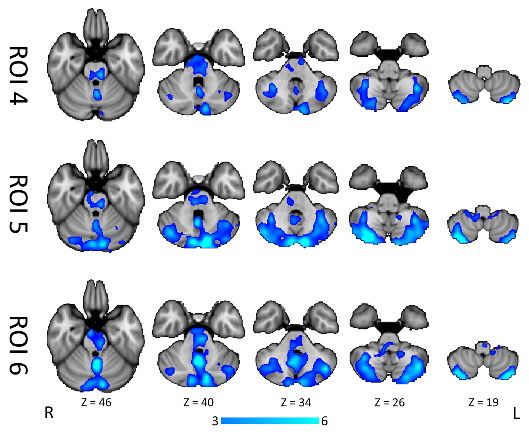 ROI 4
ROI 5
ROI 6
Z = 46 Z = 40 Z = 34 Z = 26 Z = 19
R L
3 6